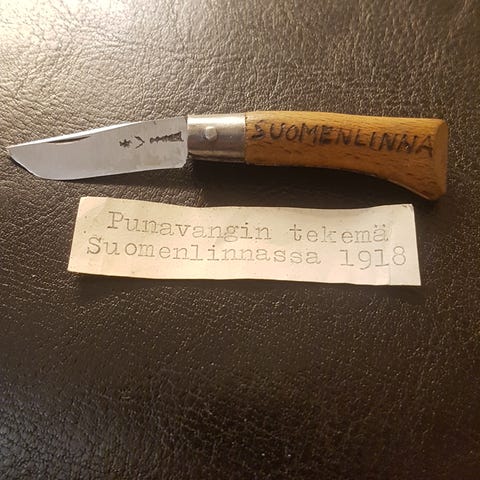 SUOMENLINNA
Punavangin tekemä
Suomenlinnassa 1918